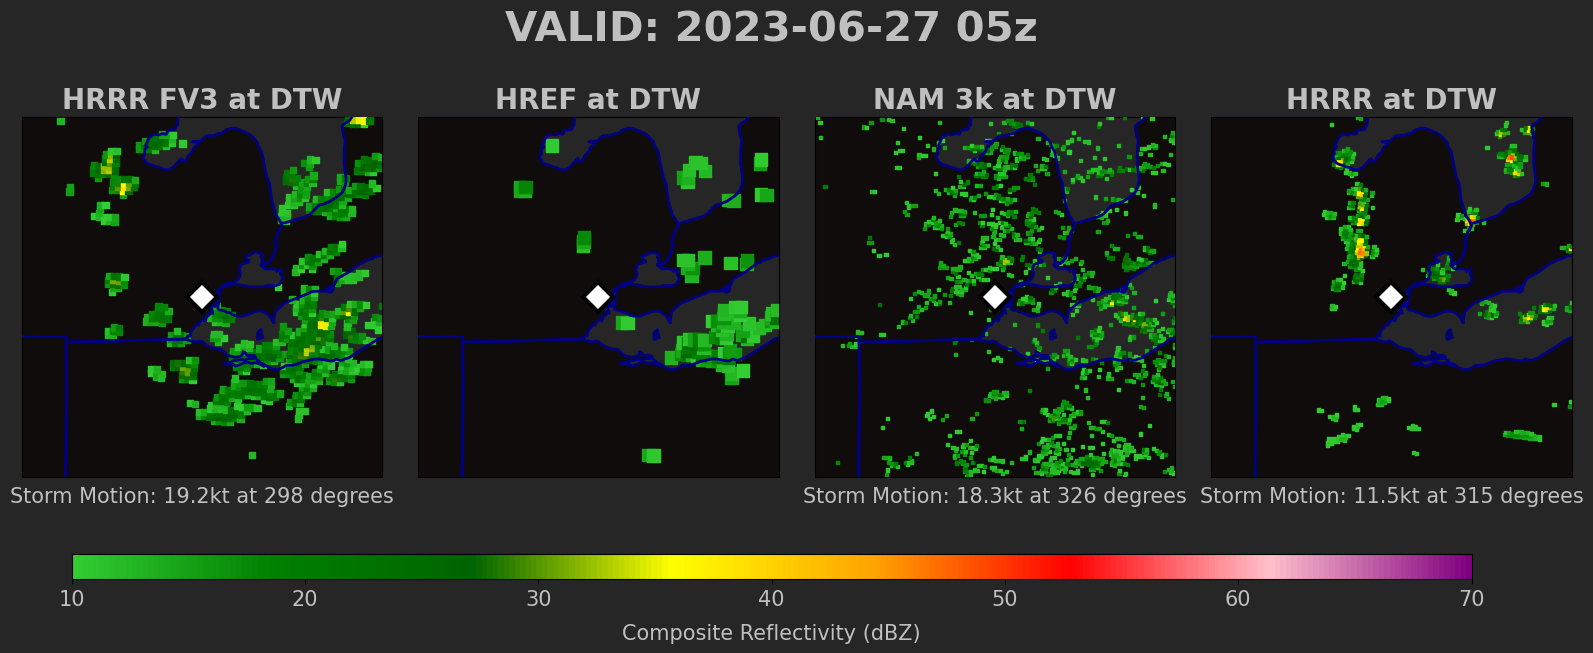 VALID: 2023-06-27 05z
HRRR FV3 at DTW
HREF at DTW
NAM 3k at DTW
HRRR at DTW
Storm Motion: 19.2kt at 298 degrees
Storm Motion: 18.3kt at 326 degrees
Storm Motion: 11.5kt at 315 degrees
10 20 30 40 50 60 70
Composite Reflectivity (dBZ)